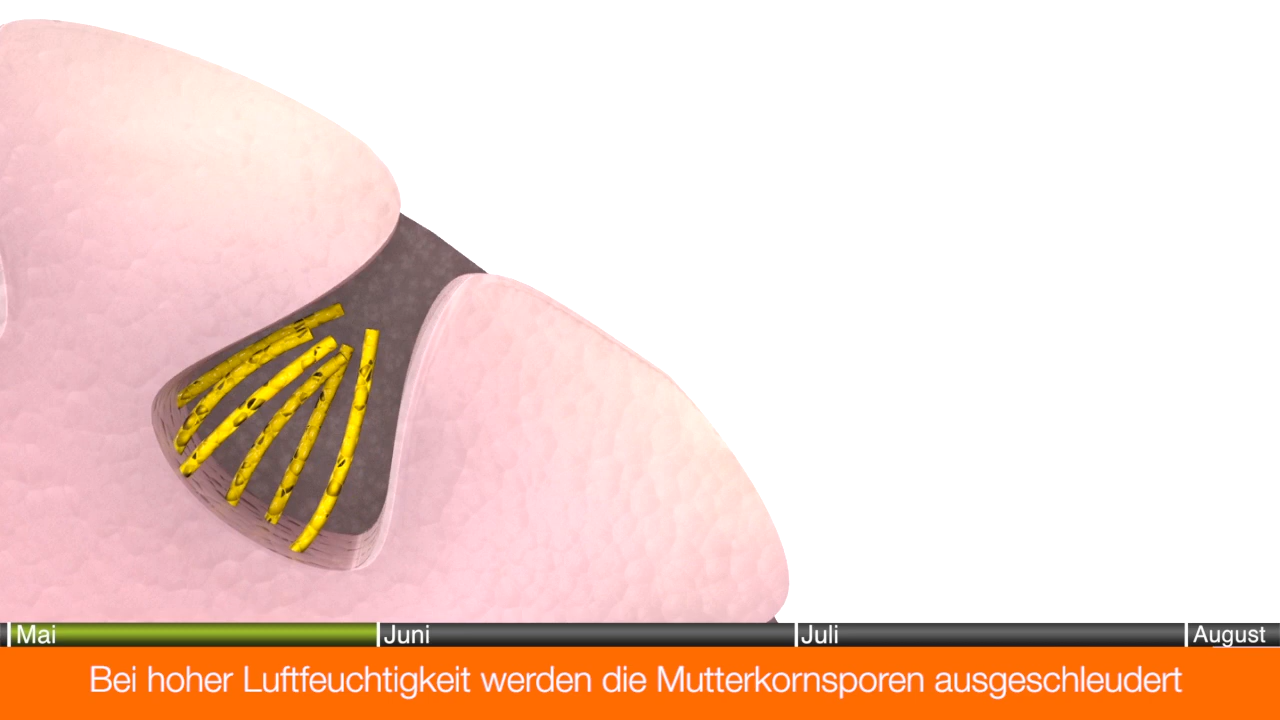 Mai Juni Juli August
Bei hoher Luftfeuchtigkeit werden die Mutterkornsporen ausgeschleudert